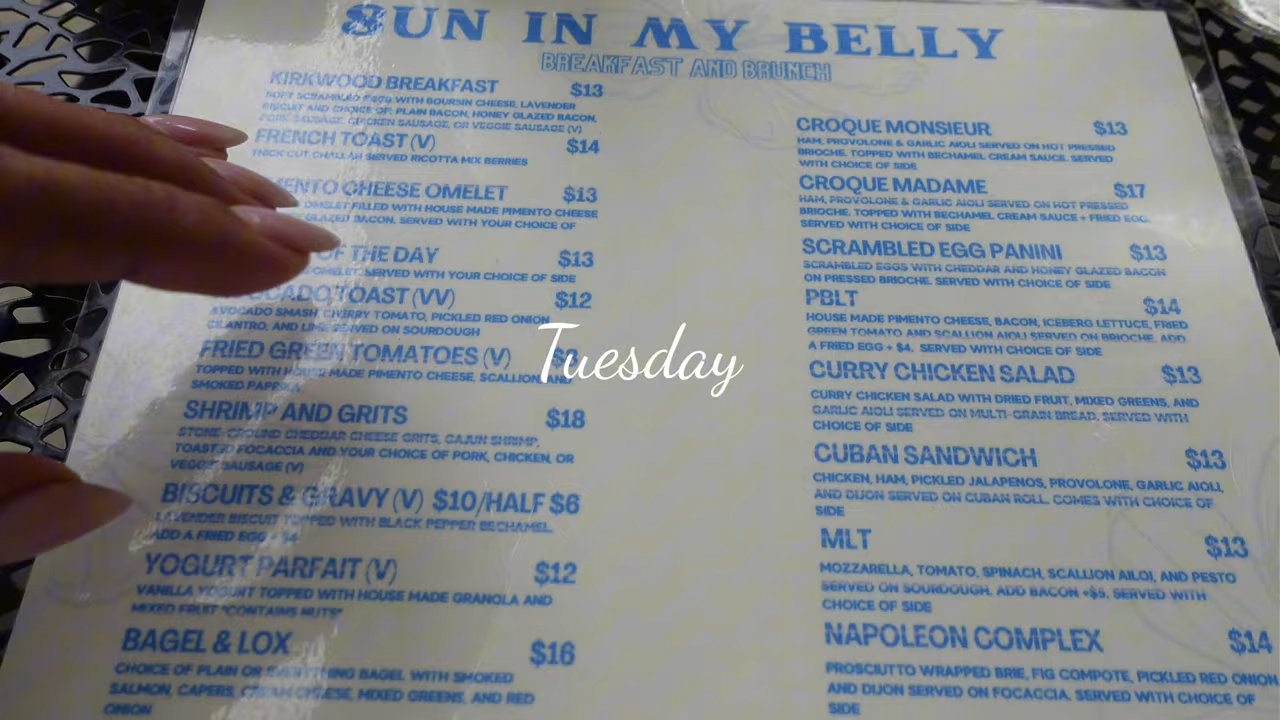 SUN IN MY BELLY
BREAKFAST AND BRUNCH
KIRKWOOD BREAKFAST $13
SOFT SCRAMBLED EGGS WITH BOURSIN CHEESE, LAVENDER
BISCUIT AND CHOICE OF: PLAIN BACON, HONEY GLAZED BACON,
PORK SAUSAGE, CHICKEN SAUSAGE, OR VEGGIE SAUSAGE (V)
FRENCH TOAST (V) $14
THICK CUT CHALLAH SERVED RICOTTA MIX BERRIES
MENTO CHEESE OMELET $13
OMELET FILLED WITH HOUSE MADE PIMENTO CHEESE
GLAZED BACON, SERVED WITH YOUR CHOICE OF
OF THE DAY $13
OMELET, SERVED WITH YOUR CHOICE OF SIDE
OCADO TOAST (VV) $12
AVOCADO SMASH, CHERRY TOMATO, PICKLED RED ONION
CILANTRO, AND LIME SERVED ON SOURDOUGH
FRIED GREEN TOMATOES (V)
TOPPED WITH HOUSE MADE PIMENTO CHEESE, SCALLION AND
SMOKED PAPRIKA
SHRIMP AND GRITS $18
STONE-GROUND CHEDDAR CHEESE GRITS, CAJUN SHRIMP,
TOASTED FOCACCIA AND YOUR CHOICE OF PORK, CHICKEN, OR
VEGGIE SAUSAGE (V)
BISCUITS & GRAVY (V) $10/HALF $6
LAVENDER BISCUIT TOPPED WITH BLACK PEPPER BECHAMEL
ADD A FRIED EGG + $4
YOGURT PARFAIT (V) $12
VANILLA YOGURT TOPPED WITH HOUSE MADE GRANOLA AND
MIXED FRUIT *CONTAINS NUTS*
BAGEL & LOX $16
CHOICE OF PLAIN OR EVERYTHING BAGEL WITH SMOKED
SALMON, CAPERS, CREAM CHEESE, MIXED GREENS, AND RED
ONION
CROQUE MONSIEUR $13
HAM, PROVOLONE & GARLIC AIOLI SERVED ON HOT PRESSED
BRIOCHE, TOPPED WITH BECHAMEL CREAM SAUCE. SERVED
WITH CHOICE OF SIDE
CROQUE MADAME $17
HAM, PROVOLONE & GARLIC AIOLI SERVED ON HOT PRESSED
BRIOCHE, TOPPED WITH BECHAMEL CREAM SAUCE + FRIED EGG.
SERVED WITH CHOICE OF SIDE
SCRAMBLED EGG PANINI $13
SCRAMBLED EGGS WITH CHEDDAR AND HONEY GLAZED BACON
ON PRESSED BRIOCHE. SERVED WITH CHOICE OF SIDE
PBLT $14
HOUSE MADE PIMENTO CHEESE, BACON, ICEBERG LETTUCE, FRIED
GREEN TOMATO AND SCALLION AIOLI SERVED ON BRIOCHE. ADD
A FRIED EGG + $4. SERVED WITH CHOICE OF SIDE
CURRY CHICKEN SALAD $13
CURRY CHICKEN SALAD WITH DRIED FRUIT, MIXED GREENS, AND
GARLIC AIOLI SERVED ON MULTI-GRAIN BREAD. SERVED WITH
CHOICE OF SIDE
CUBAN SANDWICH $13
CHICKEN, HAM, PICKLED JALAPENOS, PROVOLONE, GARLIC AIOLI,
AND DIJON SERVED ON CUBAN ROLL. COMES WITH CHOICE OF
SIDE
MLT $13
MOZZARELLA, TOMATO, SPINACH, SCALLION AILOI, AND PESTO
SERVED ON SOURDOUGH. ADD BACON +$5. SERVED WITH
CHOICE OF SIDE
NAPOLEON COMPLEX $14
PROSCIUTTO WRAPPED BRIE, FIG COMPOTE, PICKLED RED ONION
AND DIJON SERVED ON FOCACCIA. SERVED WITH CHOICE OF
SIDE
Tuesday